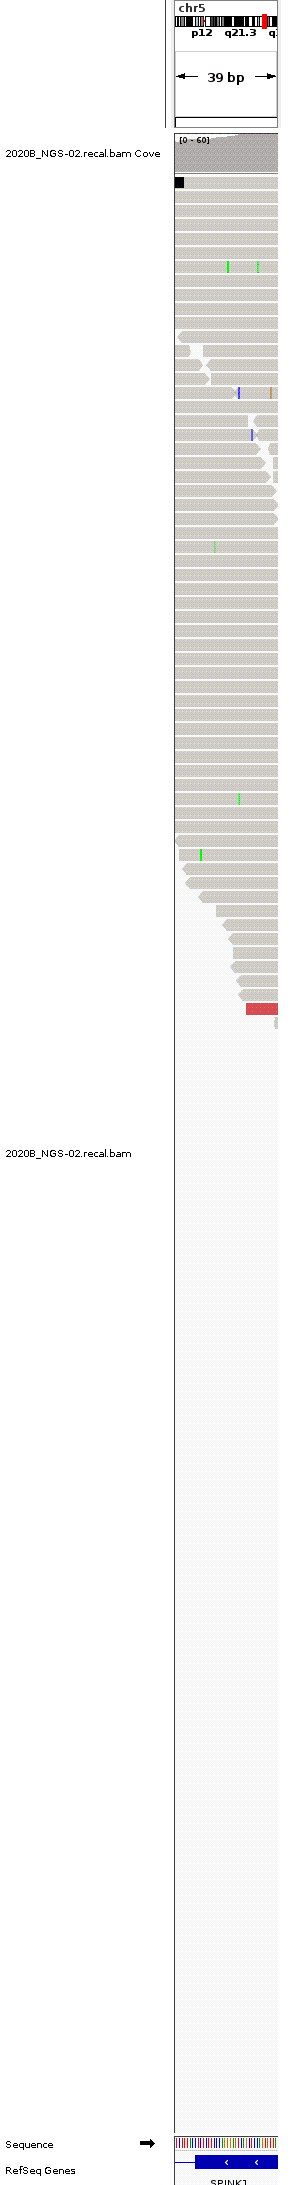 chr5
p12 q21.3 q3
39 bp
[0 - 60]
2020B_NGS-02.recal.bam Cove
2020B_NGS-02.recal.bam
Sequence
RefSeq Genes
SPINK1